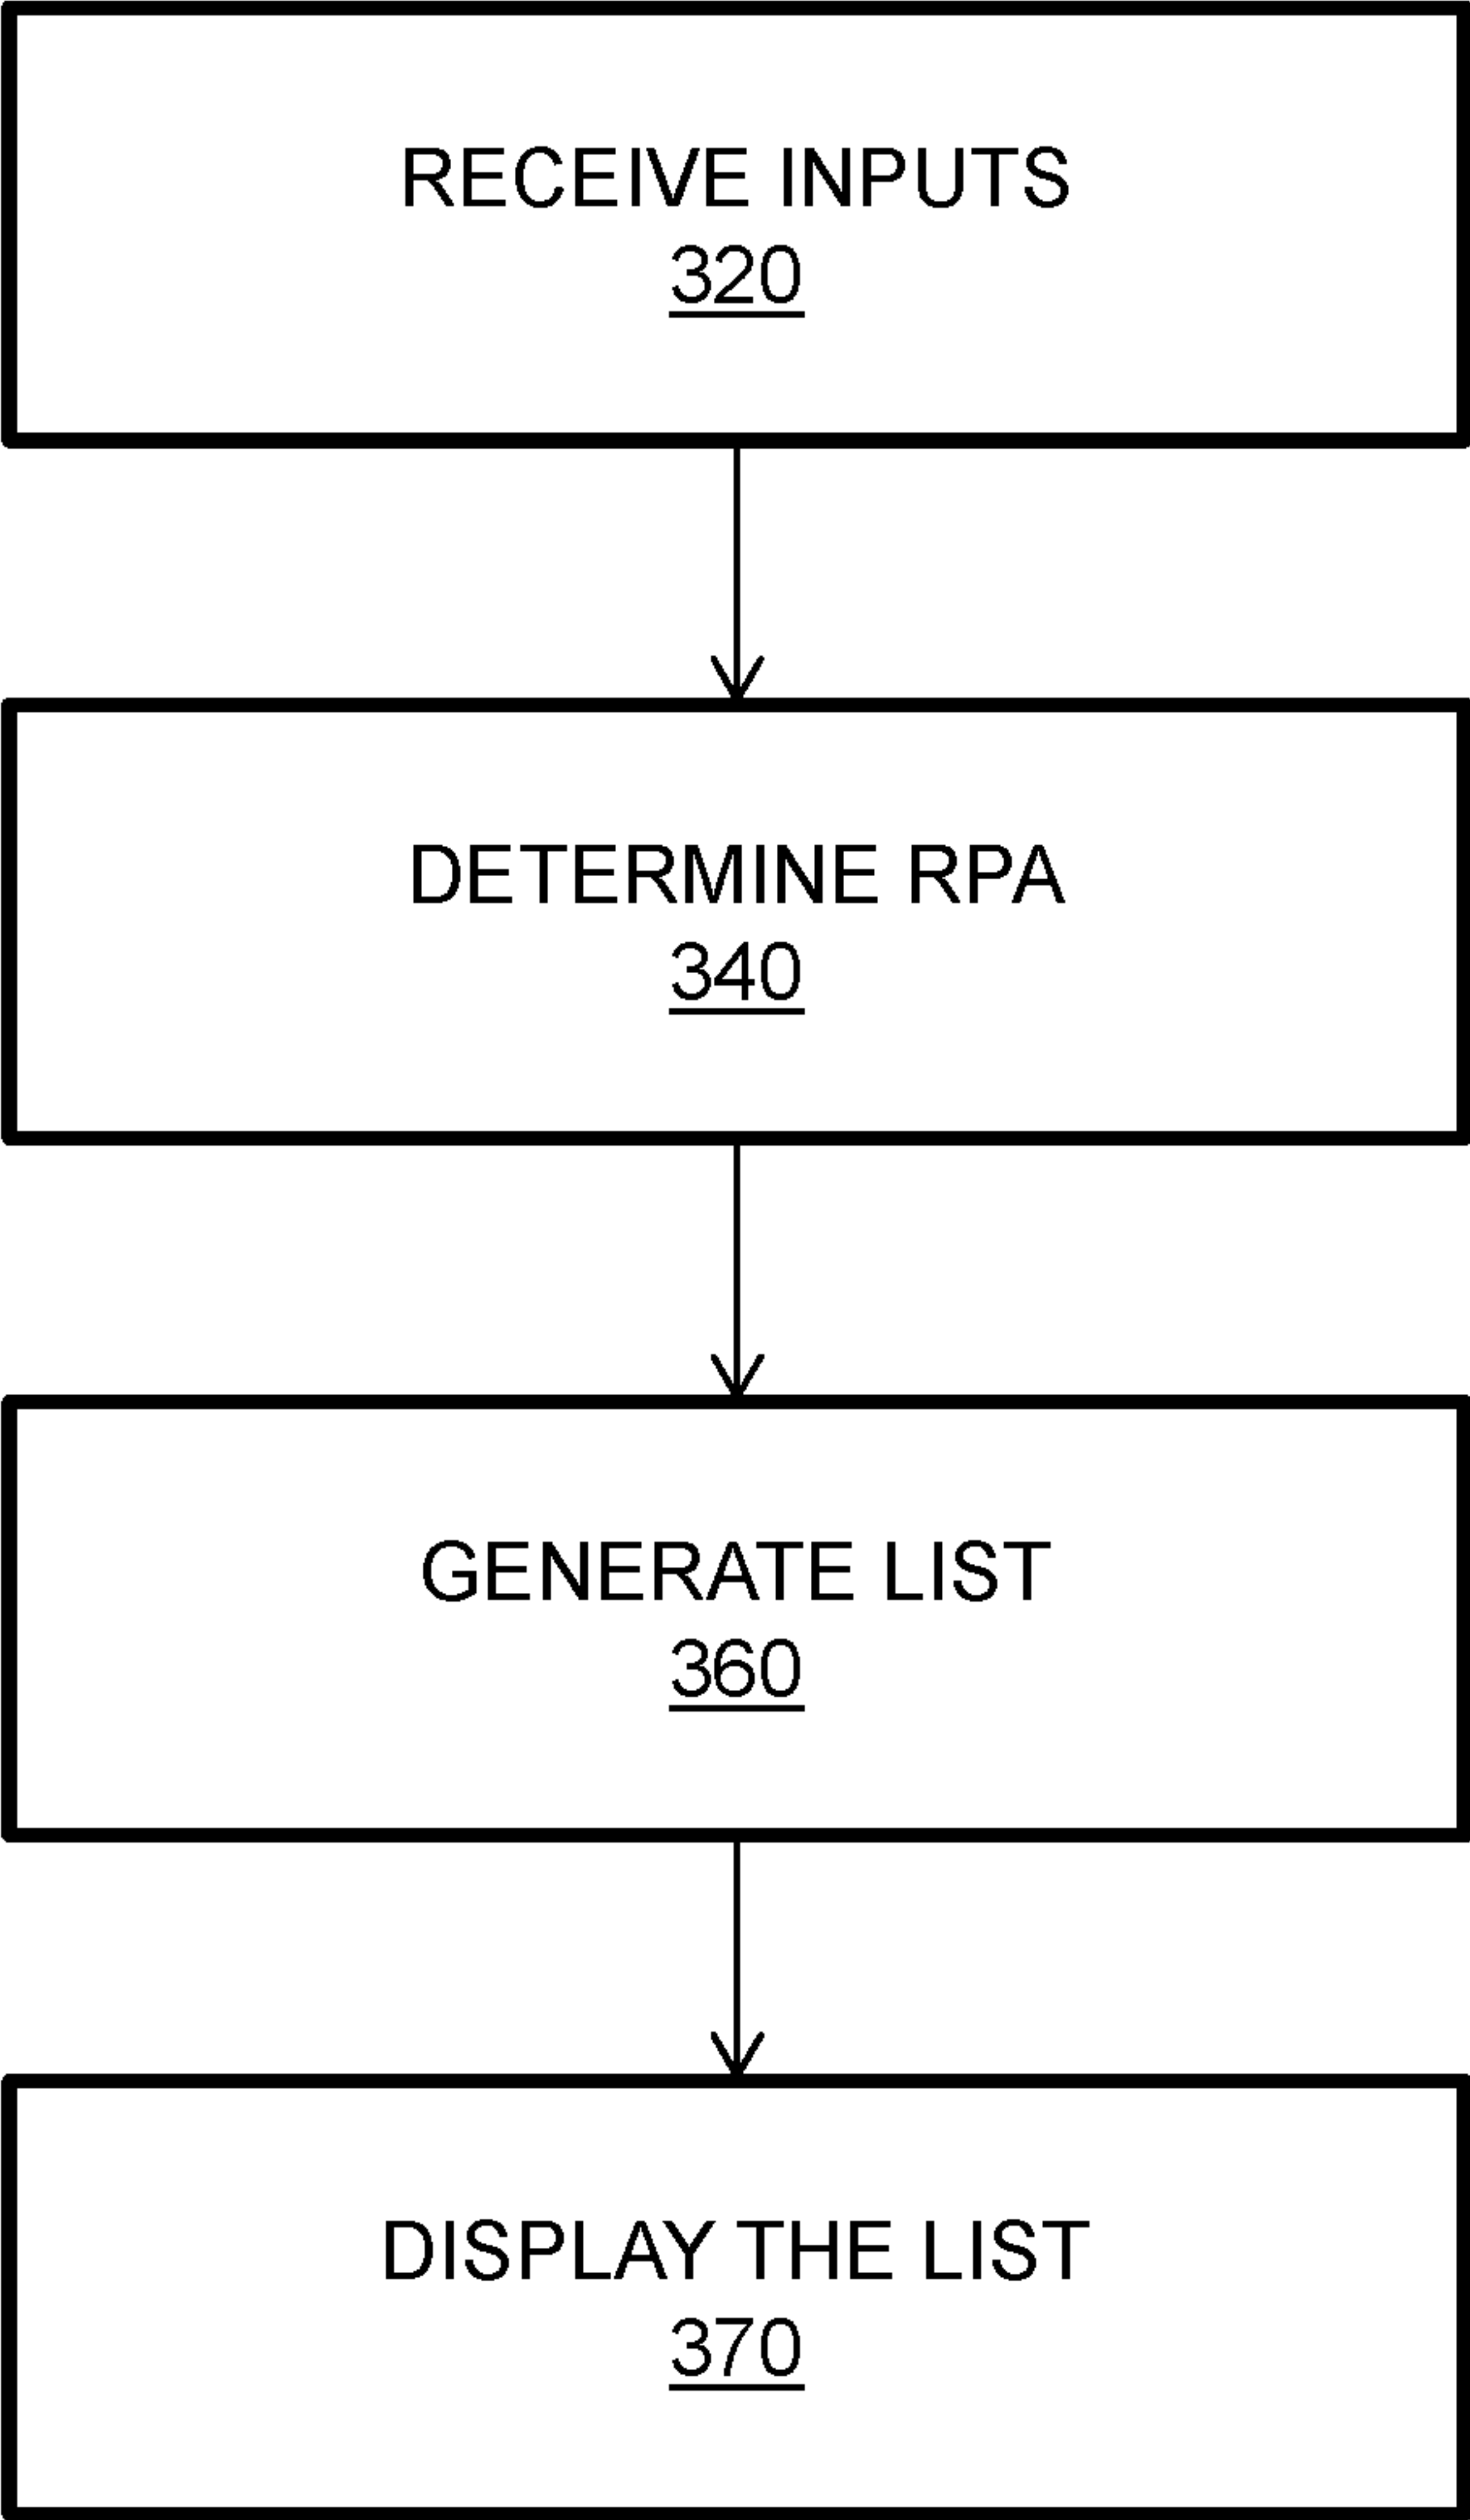 RECEIVE INPUTS
320
DETERMINE RPA
340
GENERATE LIST
360
DISPLAY THE LIST
370